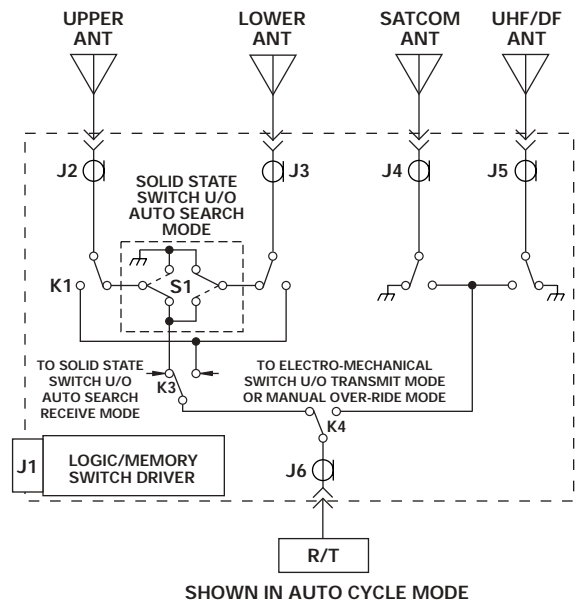 UPPER
ANT
LOWER
ANT
SATCOM
ANT
UHF/DF
ANT
J2
J3
J4
J5
SOLID STATE
SWITCH U/O
AUTO SEARCH
MODE
K1
S1
TO SOLID STATE
SWITCH U/O
AUTO SEARCH
RECEIVE MODE
K3
TO ELECTRO-MECHANICAL
SWITCH U/O TRANSMIT MODE
OR MANUAL OVER-RIDE MODE
K4
J1
LOGIC/MEMORY
SWITCH DRIVER
J6
R/T
SHOWN IN AUTO CYCLE MODE